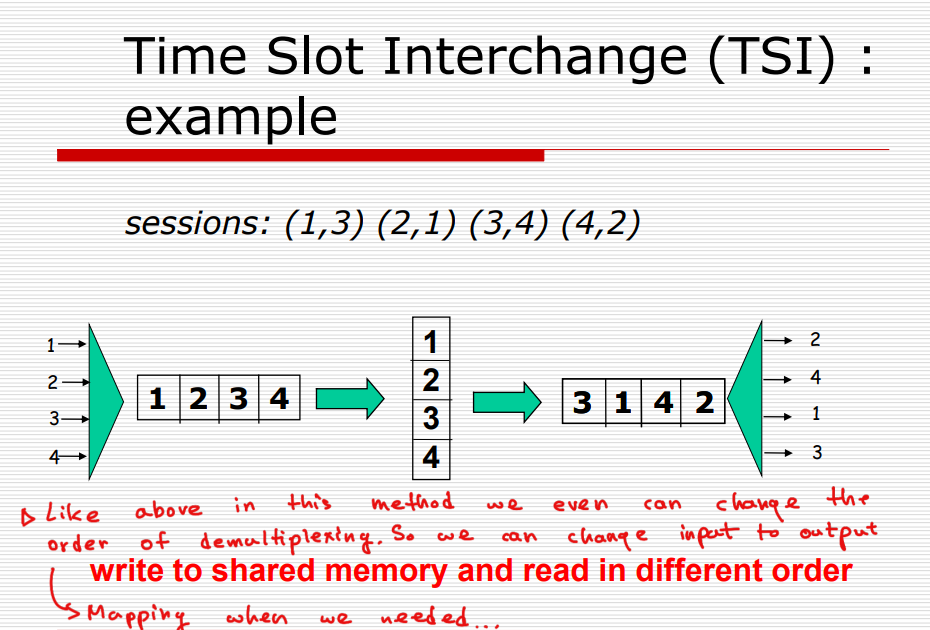 Time Slot Interchange (TSI) :
example
sessions: (1,3) (2,1) (3,4) (4,2)
1
2
3
4
1 2 3 4
1
2
3
4
3 1 4 2
2
4
1
3
Like above in this method we even can change the
order of demultiplexing. So we can change input to output
write to shared memory and read in different order
Mapping when we needed...